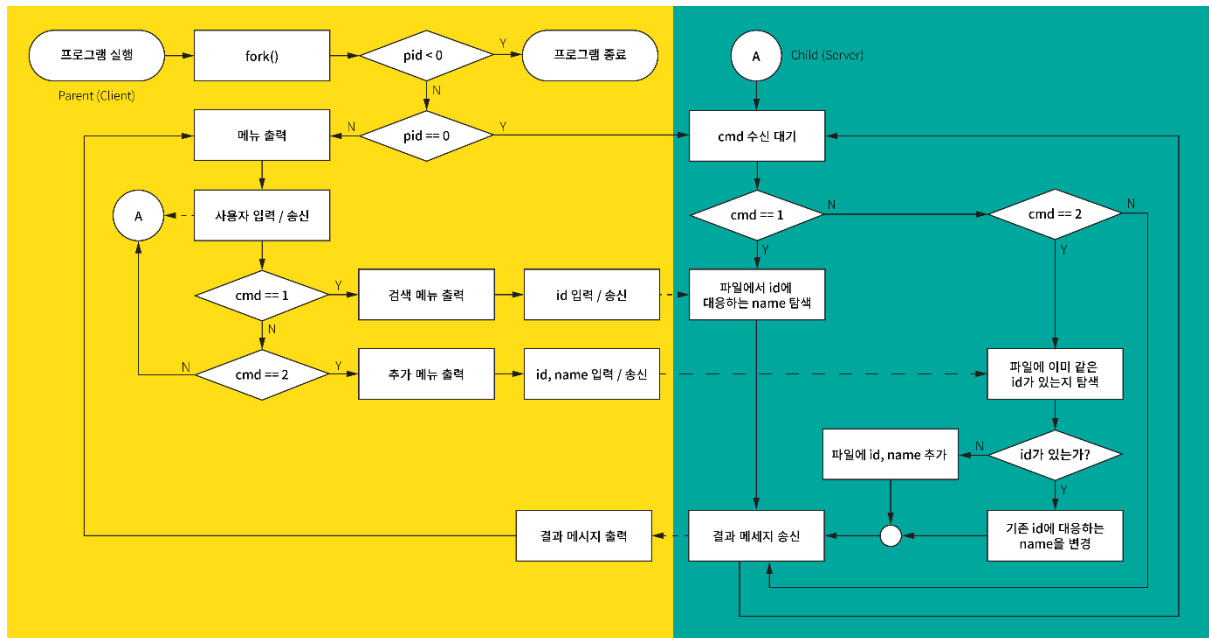 프로그램 실행
fork()
pid < 0
Y
프로그램 종료
Parent (Client)
N
메뉴 출력
N
pid == 0
Y
A
사용자 입력 / 송신
cmd == 1
Y
검색 메뉴 출력
id 입력 / 송신
N
N
cmd == 2
Y
추가 메뉴 출력
id, name 입력 / 송신
결과 메시지 출력
A
Child (Server)
cmd 수신 대기
cmd == 1
N
cmd == 2
N
Y
Y
파일에서 id에
대응하는 name 탐색
파일에 이미 같은
id가 있는지 탐색
파일에 id, name 추가
N
id가 있는가?
Y
결과 메세지 송신
기존 id에 대응하는
name을 변경